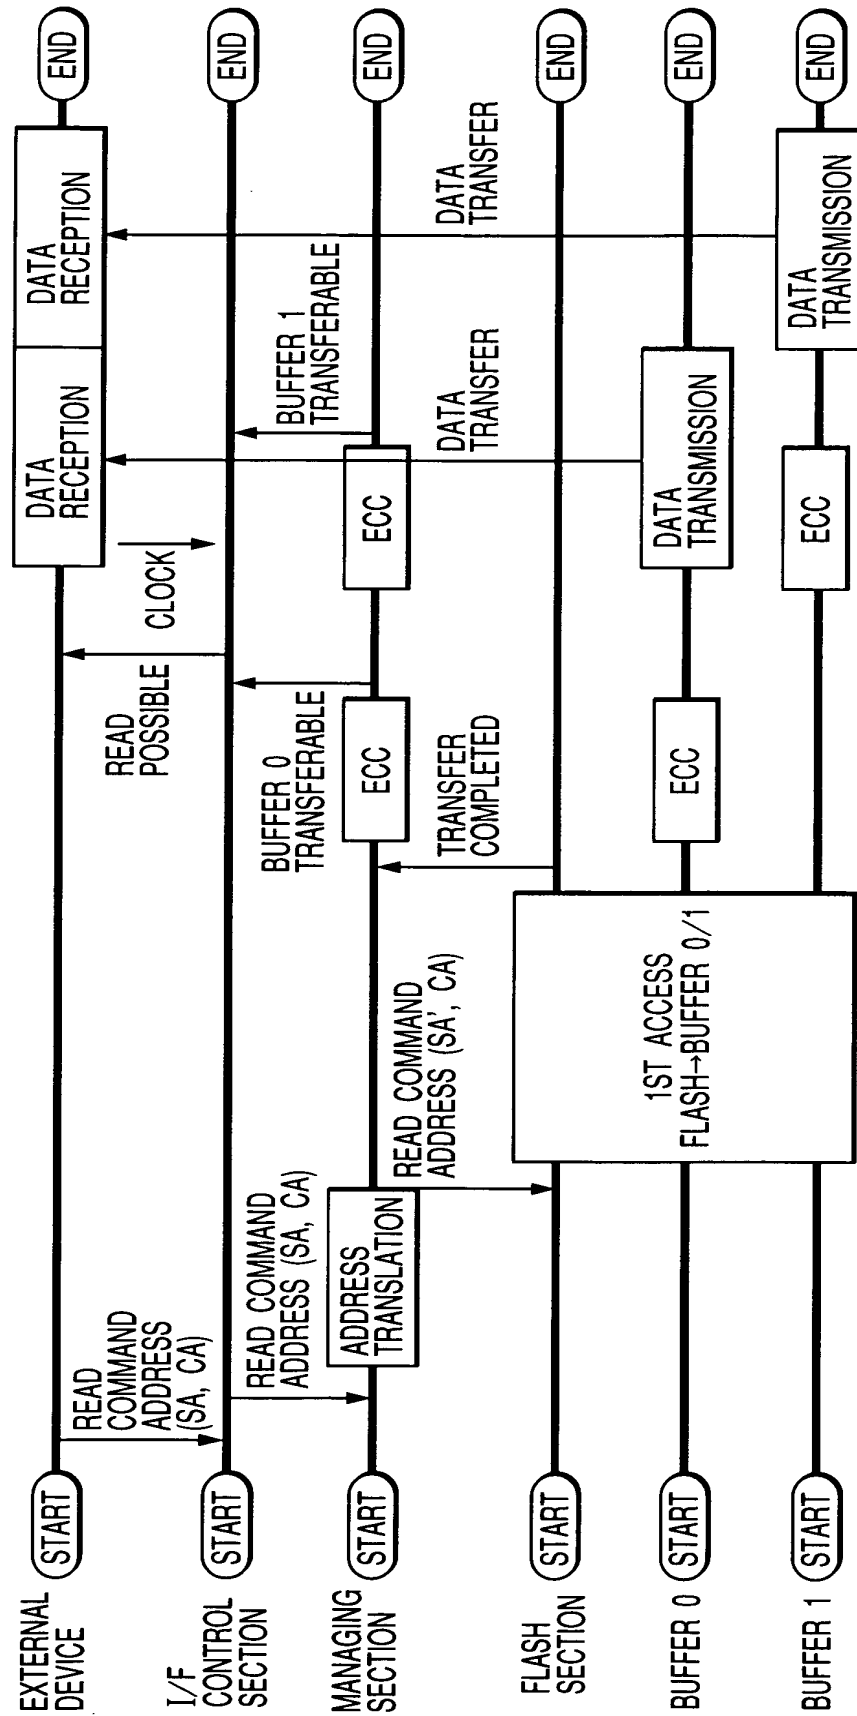 EXTERNAL
DEVICE
START
READ
COMMAND
ADDRESS
(SA, CA)
READ
POSSIBLE
CLOCK
DATA
RECEPTION
DATA
RECEPTION
END
I/F
CONTROL
SECTION
START
READ COMMAND
ADDRESS (SA, CA)
BUFFER 0
TRANSFERABLE
BUFFER 1
TRANSFERABLE
END
MANAGING
SECTION
START
ADDRESS
TRANSLATION
READ COMMAND
ADDRESS (SA', CA)
TRANSFER
COMPLETED
ECC
ECC
DATA
TRANSFER
DATA
TRANSFER
END
FLASH
SECTION
START
1ST ACCESS
FLASH→BUFFER 0/1
END
BUFFER 0
START
ECC
DATA
TRANSMISSION
END
BUFFER 1
START
ECC
DATA
TRANSMISSION
END